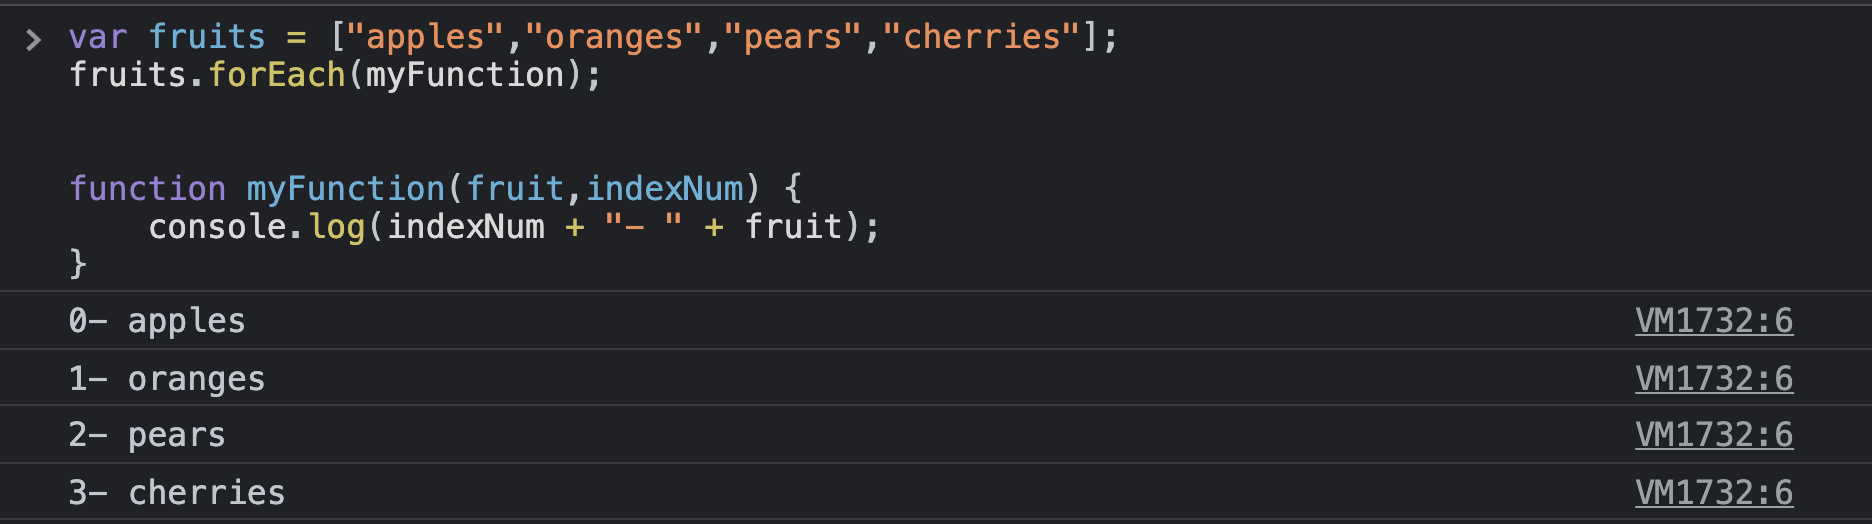 var fruits = ["apples","oranges","pears","cherries"];
fruits.forEach(myFunction);
function myFunction(fruit,indexNum) {
    console.log(indexNum + "- " + fruit);
}
0- apples VM1732:6
1- oranges VM1732:6
2- pears VM1732:6
3- cherries VM1732:6